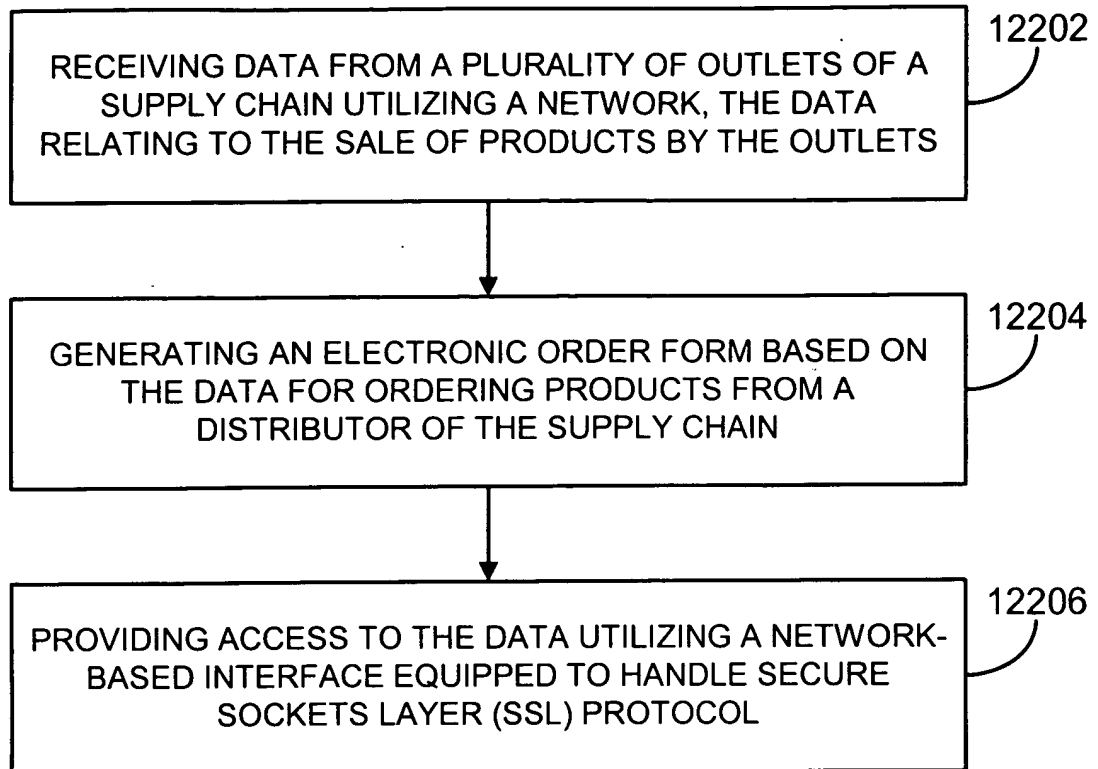 12202
RECEIVING DATA FROM A PLURALITY OF OUTLETS OF A
SUPPLY CHAIN UTILIZING A NETWORK, THE DATA
RELATING TO THE SALE OF PRODUCTS BY THE OUTLETS
12204
GENERATING AN ELECTRONIC ORDER FORM BASED ON
THE DATA FOR ORDERING PRODUCTS FROM A
DISTRIBUTOR OF THE SUPPLY CHAIN
12206
PROVIDING ACCESS TO THE DATA UTILIZING A NETWORK-
BASED INTERFACE EQUIPPED TO HANDLE SECURE
SOCKETS LAYER (SSL) PROTOCOL